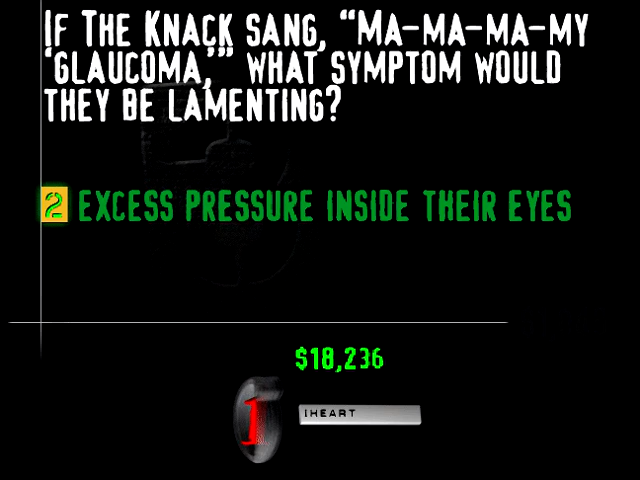 If The Knack sang, “Ma-ma-ma-my
‘glaucoma,’” what symptom would
they be lamenting?
2 Excess pressure inside their eyes
$18,236
1
IHEART